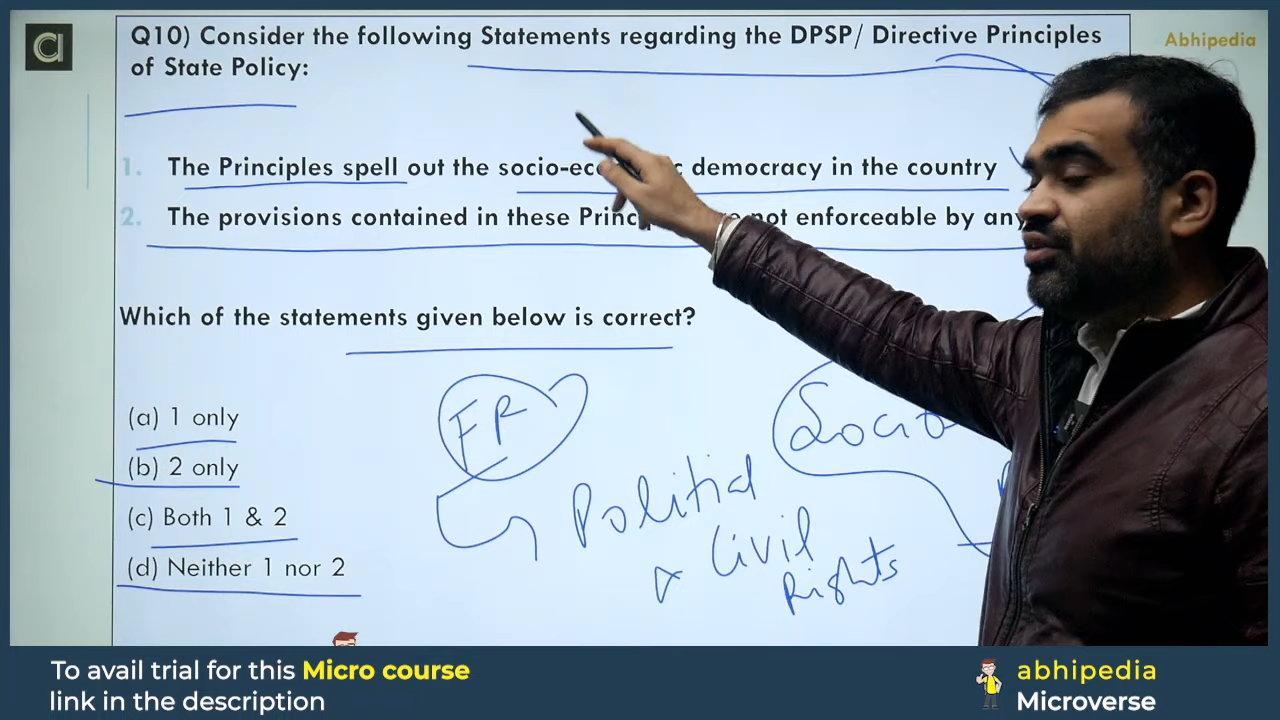 Q10) Consider the following Statements regarding the DPSP/ Directive Principles
of State Policy:
Abhipedia
1. The Principles spell out the democracy in the country
2. The provisions contained in these not enforceable by any
Which of the statements given below is correct?
(a) 1 only
(b) 2 only
(c) Both 1 & 2
(d) Neither 1 nor 2
FR
Socio
Political
Civil
Rights
To avail trial for this Micro course
link in the description
abhipedia
Microverse